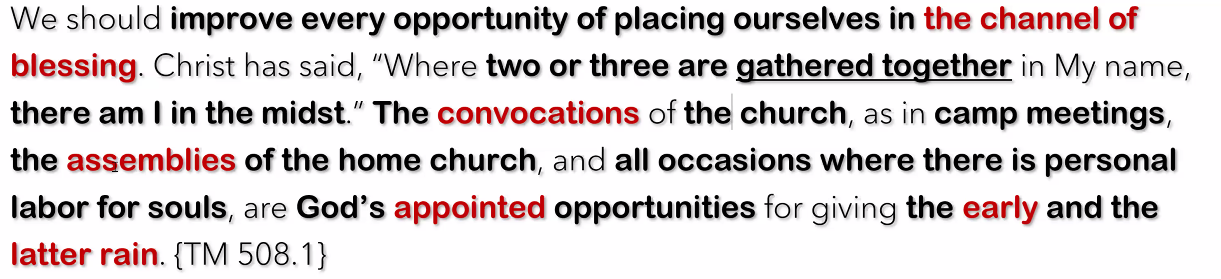 We should improve every opportunity of placing ourselves in the channel of
blessing. Christ has said, “Where two or three are gathered together in My name,
there am I in the midst.” The convocations of the church, as in camp meetings,
the assemblies of the home church, and all occasions where there is personal
labor for souls, are God’s appointed opportunities for giving the early and the
latter rain. {TM 508.1}